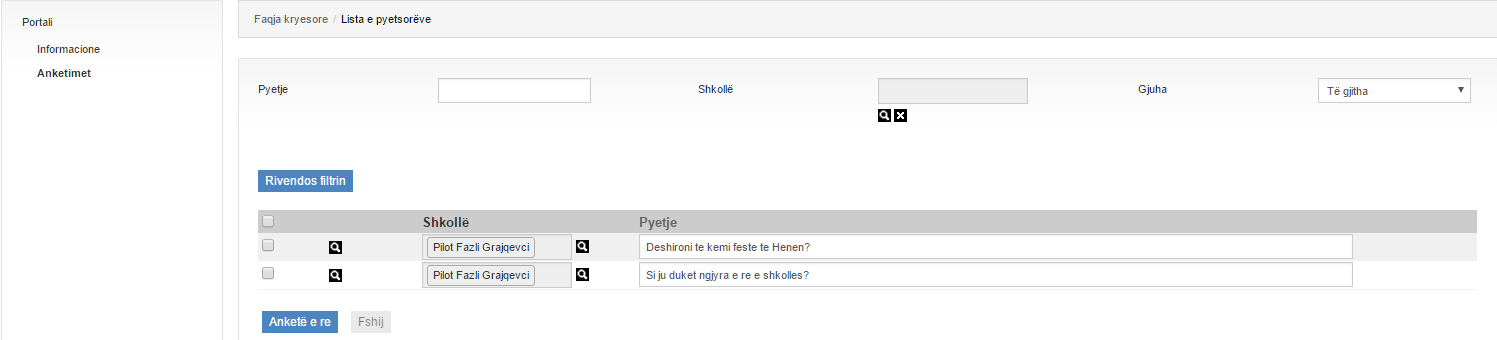 Portali
Informacione
Anketimet
Faqja kryesore / Lista e pyetsorëve
Pyetje
Shkollë
Gjuha
Të gjitha
Rivendos filtrin
Shkollë Pyetje
Pilot Fazli Grajqevci Deshironi te kemi feste te Henen?
Pilot Fazli Grajqevci Si ju duket ngjyra e re e shkolles?
Anketë e re Fshij